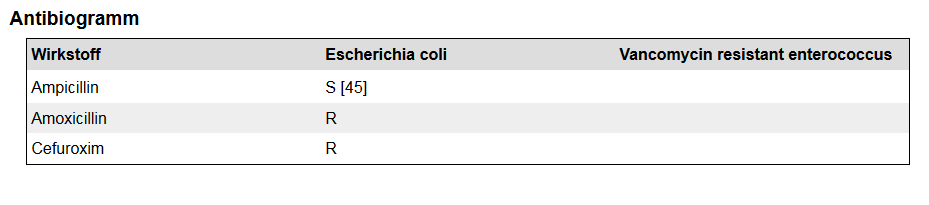 Antibiogramm
Wirkstoff Escherichia coli Vancomycin resistant enterococcus
Ampicillin S [45]
Amoxicillin R
Cefuroxim R